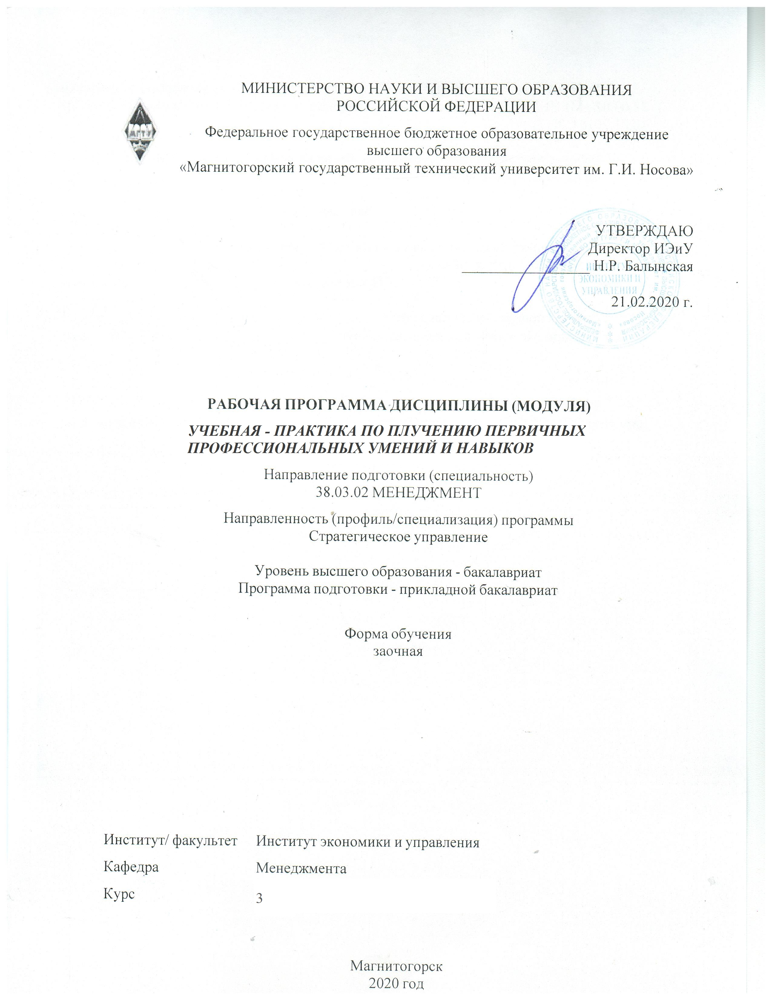 МИНИСТЕРСТВО НАУКИ И ВЫСШЕГО ОБРАЗОВАНИЯ
РОССИЙСКОЙ ФЕДЕРАЦИИ
МГТУ
Федеральное государственное бюджетное образовательное учреждение
высшего образования
«Магнитогорский государственный технический университет им. Г.И. Носова»
УТВЕРЖДАЮ
Директор ИЭиУ
Н.Р. Балынская
ЭКОНОМИКИ И
УПРАВЛЕНИЯ
21.02.2020 г.
РАБОЧАЯ ПРОГРАММА ДИСЦИПЛИНЫ (МОДУЛЯ)
УЧЕБНАЯ - ПРАКТИКА ПО ПЛУЧЕНИЮ ПЕРВИЧНЫХ
ПРОФЕССИОНАЛЬНЫХ УМЕНИЙ И НАВЫКОВ
Направление подготовки (специальность)
38.03.02 МЕНЕДЖМЕНТ
Направленность (профиль/специализация) программы
Стратегическое управление
Уровень высшего образования - бакалавриат
Программа подготовки - прикладной бакалавриат
Форма обучения
заочная
Институт/ факультет Институт экономики и управления
Кафедра Менеджмента
Курс 3
Магнитогорск
2020 год